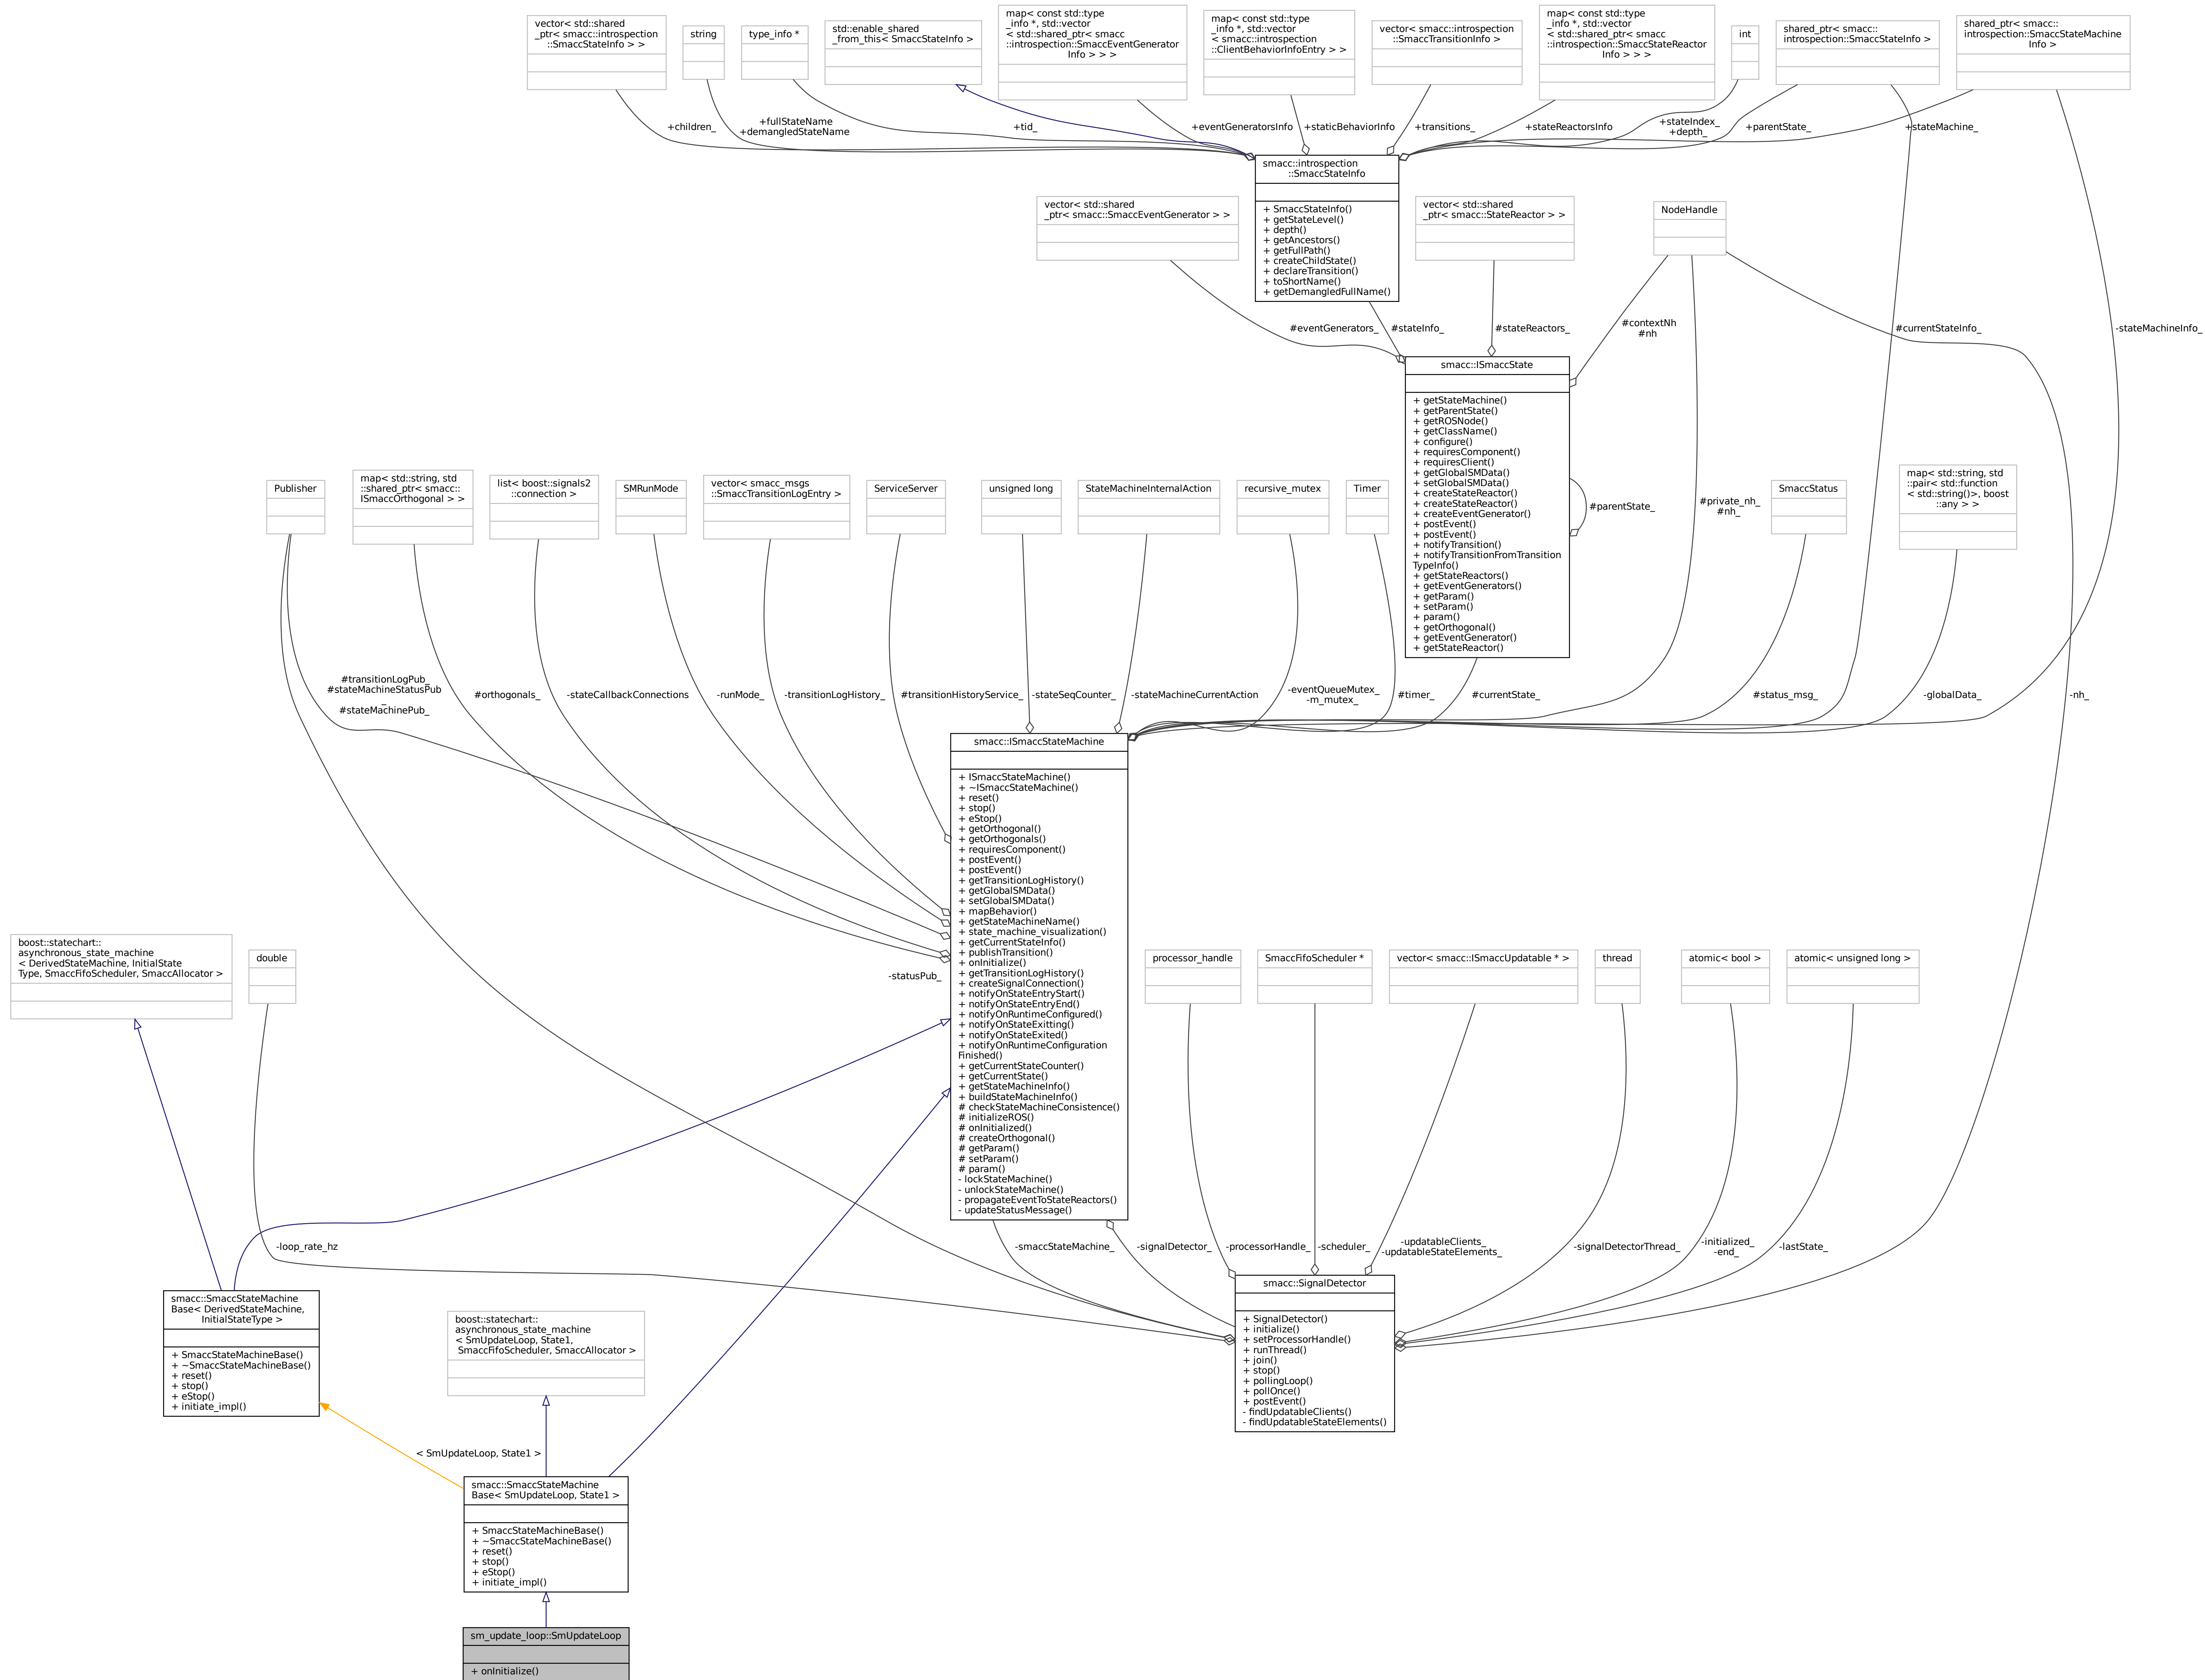 vector< std::shared
_ptr< smacc::introspection
::SmaccStateInfo > >
string
type_info *
std::enable_shared
_from_this< SmaccStateInfo >
map< const std::type
_info *, std::vector
< std::shared_ptr< smacc
::introspection::SmaccEventGenerator
Info > > >
map< const std::type
_info *, std::vector
< smacc::introspection
::ClientBehaviorInfoEntry > >
vector< smacc::introspection
::SmaccTransitionInfo >
map< const std::type
_info *, std::vector
< std::shared_ptr< smacc
::introspection::SmaccStateReactor
Info > > >
int
shared_ptr< smacc::
introspection::SmaccStateInfo >
shared_ptr< smacc::
introspection::SmaccStateMachine
Info >
+children_
+fullStateName
+demangledStateName
+tid_
+eventGeneratorsInfo
+staticBehaviorInfo
+transitions_
+stateReactorsInfo
+stateIndex_
+depth_
+parentState_
+stateMachine_
smacc::introspection
::SmaccStateInfo
+ SmaccStateInfo()
+ getStateLevel()
+ depth()
+ getAncestors()
+ getFullPath()
+ createChildState()
+ declareTransition()
+ toShortName()
+ getDemangledFullName()
vector< std::shared
_ptr< smacc::SmaccEventGenerator > >
vector< std::shared
_ptr< smacc::StateReactor > >
NodeHandle
#eventGenerators_
#stateInfo_
#stateReactors_
#contextNh
#nh
#currentStateInfo_
-stateMachineInfo_
smacc::ISmaccState
+ getStateMachine()
+ getParentState()
+ getROSNode()
+ getClassName()
+ configure()
+ requiresComponent()
+ requiresClient()
+ getGlobalSMData()
+ setGlobalSMData()
+ createStateReactor()
+ createStateReactor()
+ createEventGenerator()
+ postEvent()
+ postEvent()
+ notifyTransition()
+ notifyTransitionFromTransition
TypeInfo()
+ getStateReactors()
+ getEventGenerators()
+ getParam()
+ setParam()
+ param()
+ getOrthogonal()
+ getEventGenerator()
+ getStateReactor()
#parentState_
#private_nh_
#nh_
Publisher
map< std::string, std
::shared_ptr< smacc::
ISmaccOrthogonal > >
list< boost::signals2
::connection >
SMRunMode
vector< smacc_msgs
::SmaccTransitionLogEntry >
ServiceServer
unsigned long
StateMachineInternalAction
recursive_mutex
Timer
SmaccStatus
map< std::string, std
::pair< std::function
< std::string()>, boost
::any > >
#transitionLogPub_
#stateMachineStatusPub
_
#stateMachinePub_
#orthogonals_
-stateCallbackConnections
-runMode_
-transitionLogHistory_
#transitionHistoryService_
-stateSeqCounter_
-stateMachineCurrentAction
-eventQueueMutex_
-m_mutex_
#timer_
#currentState_
#status_msg_
-globalData_
-nh_
smacc::ISmaccStateMachine
+ ISmaccStateMachine()
+ ~ISmaccStateMachine()
+ reset()
+ stop()
+ eStop()
+ getOrthogonal()
+ getOrthogonals()
+ requiresComponent()
+ postEvent()
+ postEvent()
+ getTransitionLogHistory()
+ getGlobalSMData()
+ setGlobalSMData()
+ mapBehavior()
+ getStateMachineName()
+ state_machine_visualization()
+ getCurrentStateInfo()
+ publishTransition()
+ onInitialize()
+ getTransitionLogHistory()
+ createSignalConnection()
+ notifyOnStateEntryStart()
+ notifyOnStateEntryEnd()
+ notifyOnRuntimeConfigured()
+ notifyOnStateExitting()
+ notifyOnStateExited()
+ notifyOnRuntimeConfiguration
Finished()
+ getCurrentStateCounter()
+ getCurrentState()
+ getStateMachineInfo()
+ buildStateMachineInfo()
# checkStateMachineConsistence()
# initializeROS()
# onInitialized()
# createOrthogonal()
# getParam()
# setParam()
# param()
- lockStateMachine()
- unlockStateMachine()
- propagateEventToStateReactors()
- updateStatusMessage()
boost::statechart::
asynchronous_state_machine
< DerivedStateMachine, InitialState
Type, SmaccFifoScheduler, SmaccAllocator >
double
-statusPub_
processor_handle
SmaccFifoScheduler *
vector< smacc::ISmaccUpdatable * >
thread
atomic< bool >
atomic< unsigned long >
-loop_rate_hz
-smaccStateMachine_
-signalDetector_
-processorHandle_
-scheduler_
-updatableClients_
-updatableStateElements_
-signalDetectorThread_
-initialized_
-end_
-lastState_
smacc::SignalDetector
+ SignalDetector()
+ initialize()
+ setProcessorHandle()
+ runThread()
+ join()
+ stop()
+ pollingLoop()
+ pollOnce()
+ postEvent()
- findUpdatableClients()
- findUpdatableStateElements()
smacc::SmaccStateMachine
Base< DerivedStateMachine,
InitialStateType >
+ SmaccStateMachineBase()
+ ~SmaccStateMachineBase()
+ reset()
+ stop()
+ eStop()
+ initiate_impl()
boost::statechart::
asynchronous_state_machine
< SmUpdateLoop, State1,
SmaccFifoScheduler, SmaccAllocator >
< SmUpdateLoop, State1 >
smacc::SmaccStateMachine
Base< SmUpdateLoop, State1 >
+ SmaccStateMachineBase()
+ ~SmaccStateMachineBase()
+ reset()
+ stop()
+ eStop()
+ initiate_impl()
sm_update_loop::SmUpdateLoop
+ onInitialize()